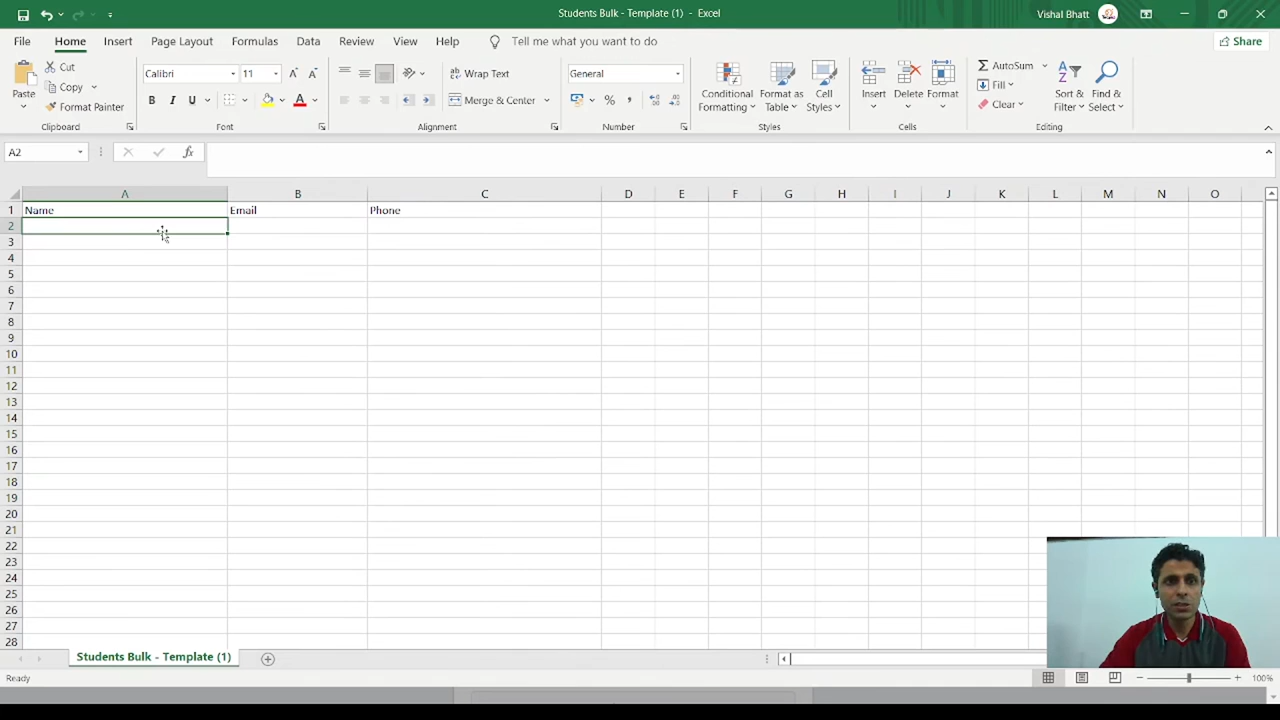 Students Bulk - Template (1) - Excel
Vishal Bhatt
File Home Insert Page Layout Formulas Data Review View Help Tell me what you want to do Share
Paste
Cut
Copy
Format Painter
Clipboard
Calibri 11
B I U
Font
Wrap Text
Merge & Center
Alignment
General
Number
Conditional Formatting
Format as Table
Cell Styles
Styles
Insert
Delete
Format
Cells
AutoSum
Fill
Clear
Sort & Filter
Find & Select
Editing
A2 fx
A B C D E F G H I J K L M N O
1 Name Email Phone
2
3
4
5
6
7
8
9
10
11
12
13
14
15
16
17
18
19
20
21
22
23
24
25
26
27
28
Students Bulk - Template (1)
Ready
100%